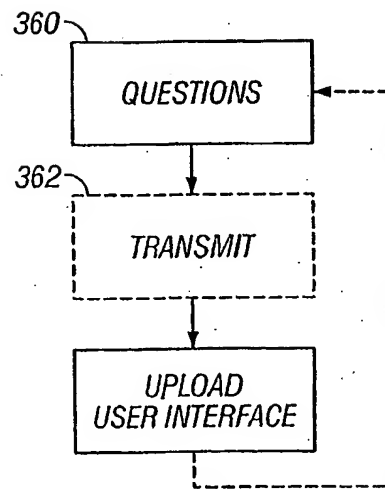 360
QUESTIONS
362
TRANSMIT
UPLOAD
USER INTERFACE